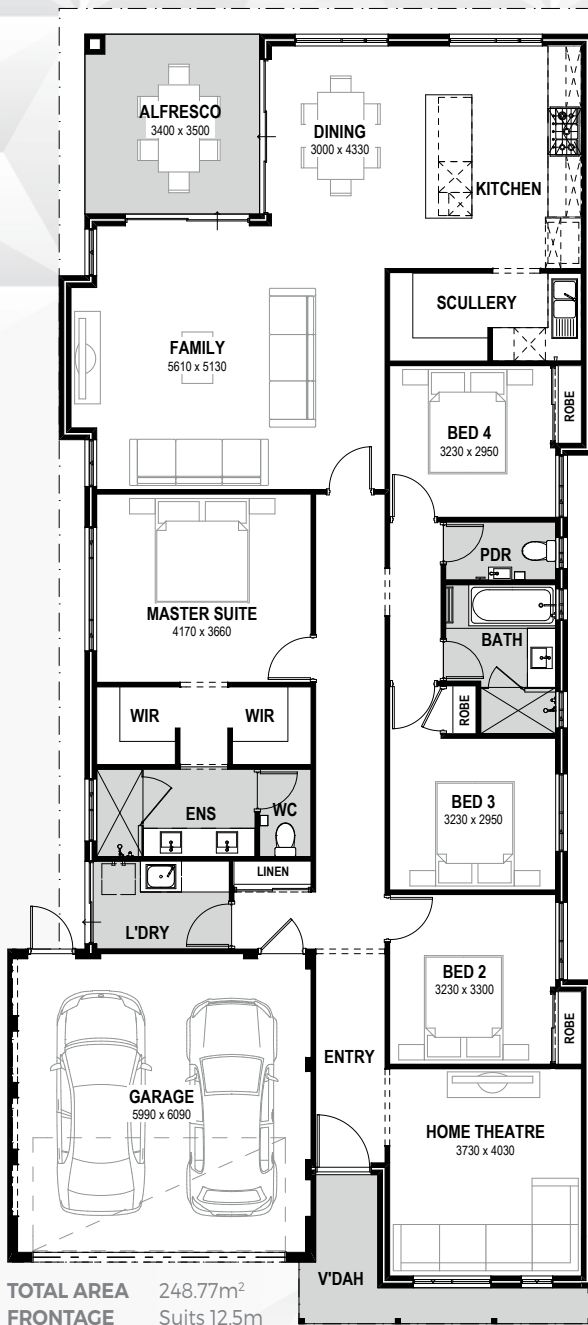 ALFRESCO
3400 x 3500
DINING
3000 x 4330
KITCHEN
SCULLERY
FAMILY
5610 x 5130
BED 4
3230 x 2950
ROBE
PDR
MASTER SUITE
4170 x 3660
BATH
WIR
WIR
ROBE
ENS
WC
BED 3
3230 x 2950
LINEN
L'DRY
BED 2
3230 x 3300
ROBE
ENTRY
GARAGE
5990 x 6090
HOME THEATRE
3730 x 4030
V'DAH
TOTAL AREA 248.77m²
FRONTAGE Suits 12.5m